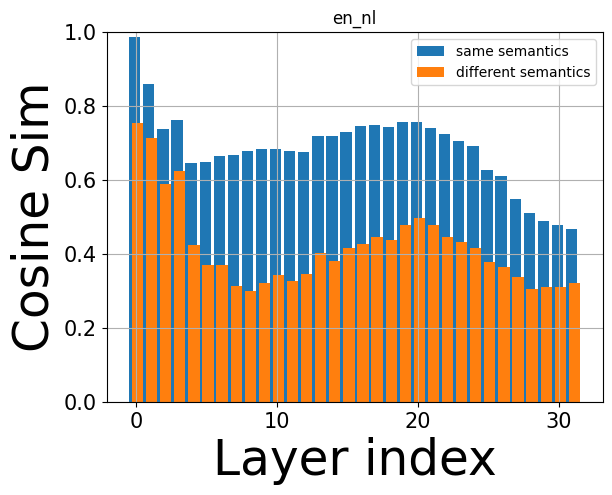 en_nl
same semantics
different semantics
Cosine Sim
1.0
0.8
0.6
0.4
0.2
0.0
0 10 20 30
Layer index